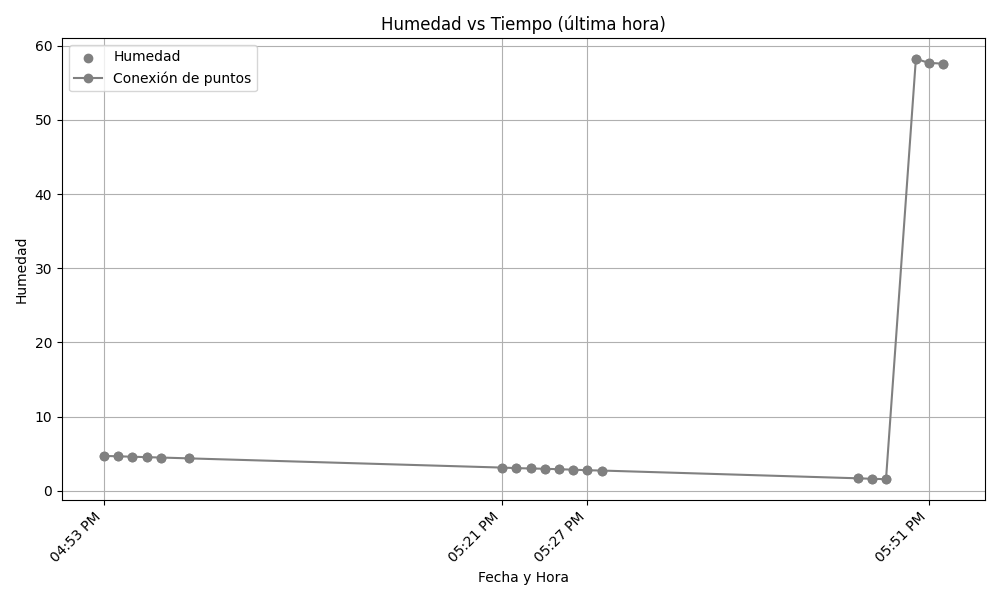 Humedad vs Tiempo (última hora)
Humedad
Conexión de puntos
60
50
40
30
20
10
0
Humedad
04:53 PM
05:21 PM
05:27 PM
05:51 PM
Fecha y Hora